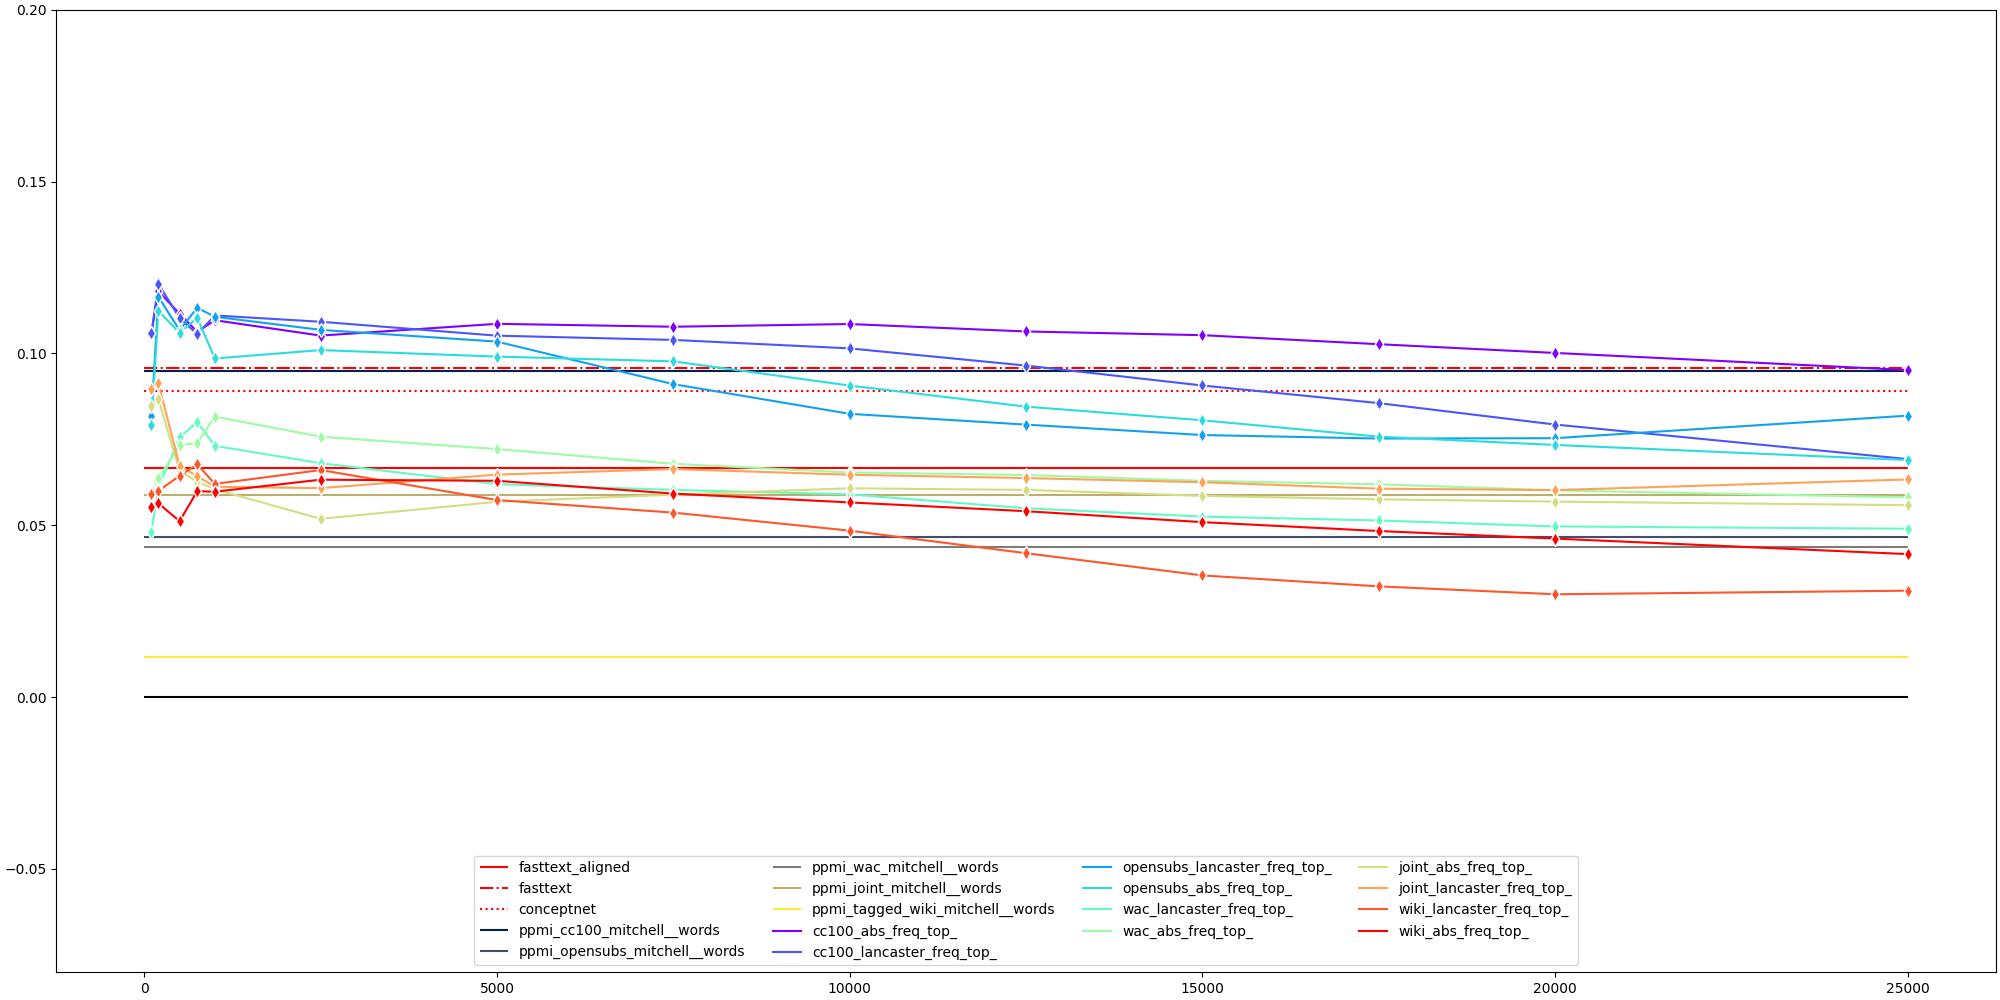 0.20
0.15
0.10
0.05
0.00
−0.05
fasttext_aligned
fasttext
conceptnet
ppmi_cc100_mitchell__words
ppmi_opensubs_mitchell__words
ppmi_wac_mitchell__words
ppmi_joint_mitchell__words
ppmi_tagged_wiki_mitchell__words
cc100_abs_freq_top_
cc100_lancaster_freq_top_
opensubs_lancaster_freq_top_
opensubs_abs_freq_top_
wac_lancaster_freq_top_
wac_abs_freq_top_
joint_abs_freq_top_
joint_lancaster_freq_top_
wiki_lancaster_freq_top_
wiki_abs_freq_top_
0 5000 10000 15000 20000 25000